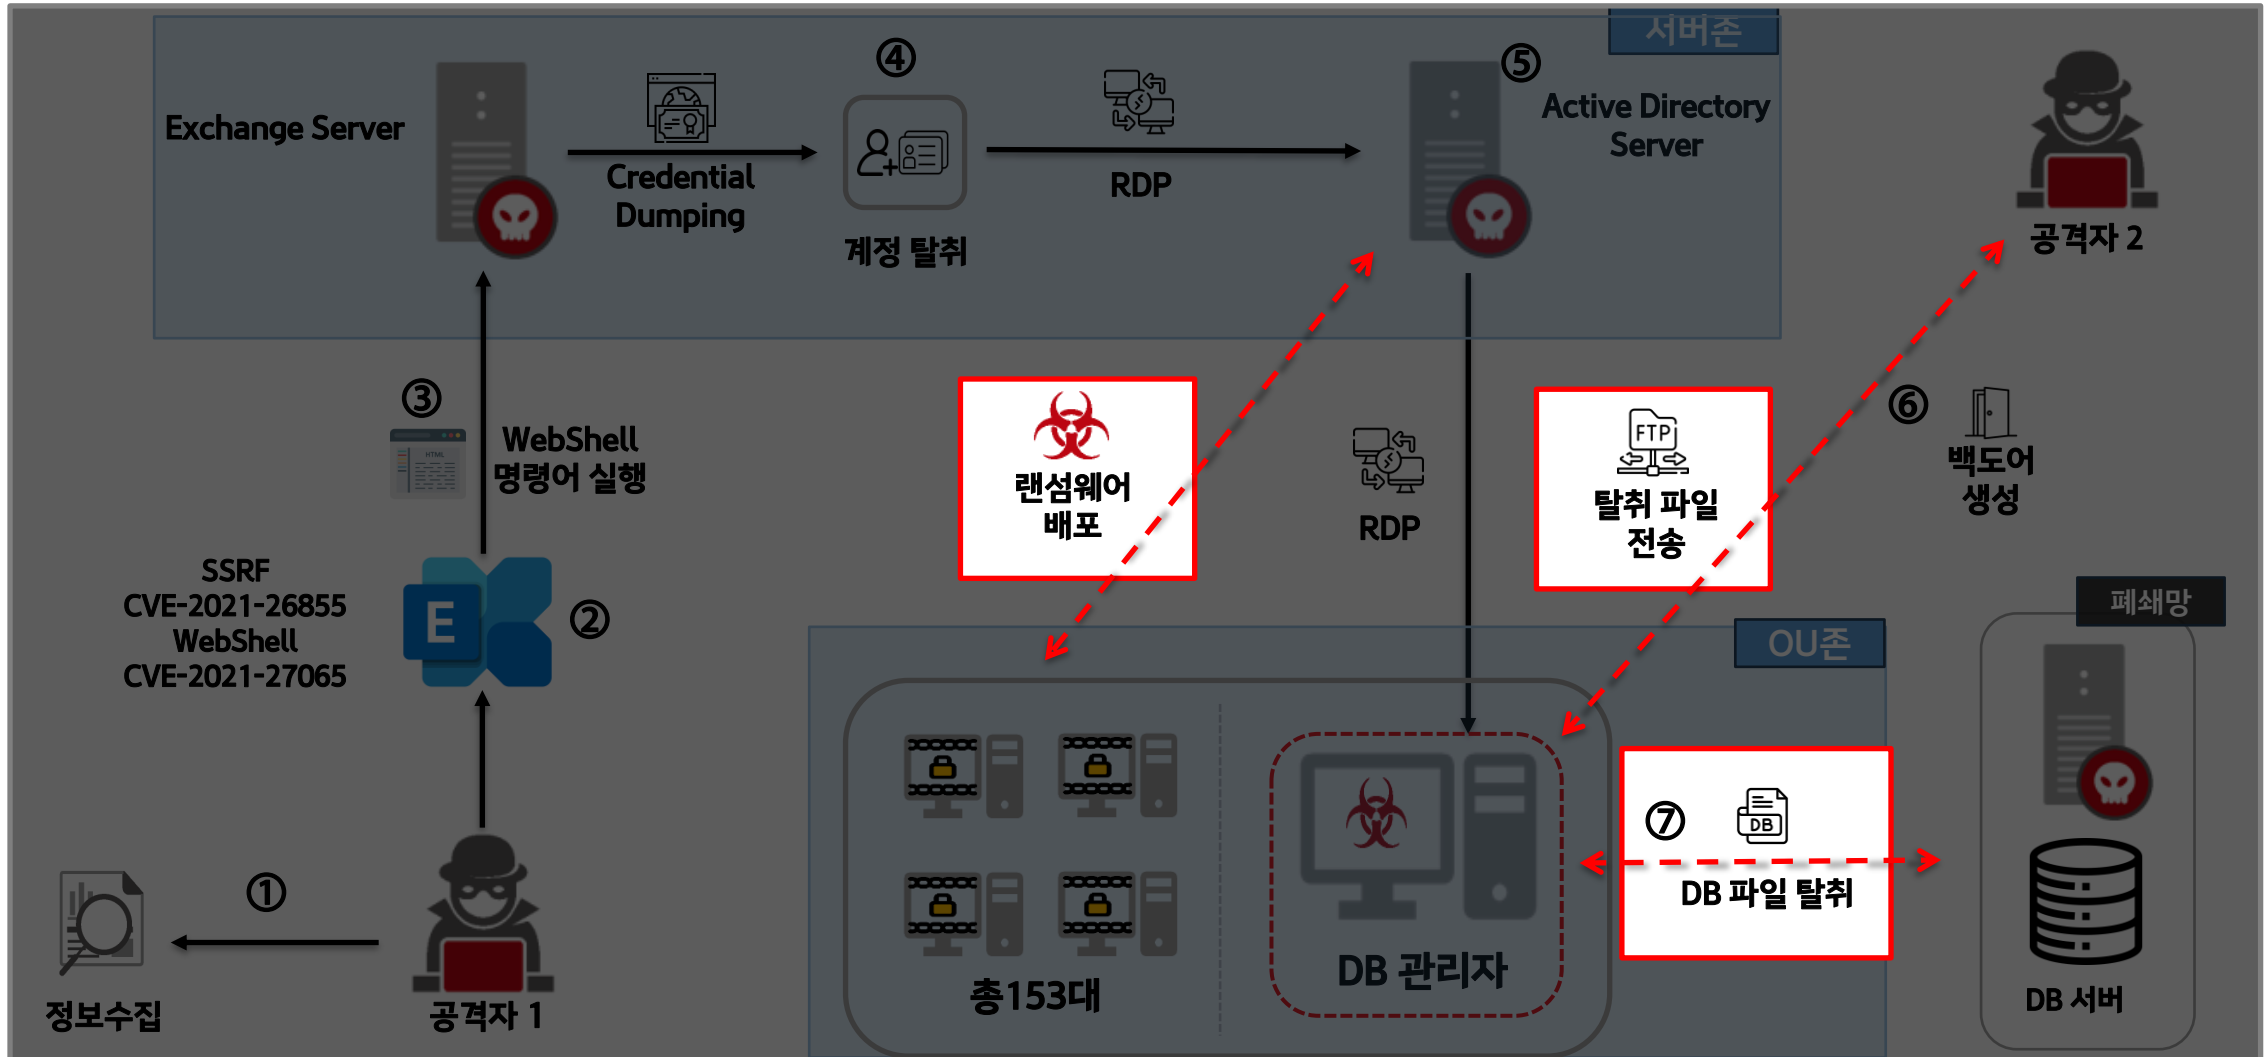 서버존
Exchange Server
④
⑤
Active Directory
Server
Credential
Dumping
계정 탈취
RDP
공격자 2
③
HTML
WebShell
명령어 실행
랜섬웨어
배포
RDP
FTP
탈취 파일
전송
⑥
백도어
생성
SSRF
CVE-2021-26855
WebShell
CVE-2021-27065
E
②
OU존
폐쇄망
①
정보수집
공격자 1
총153대
DB 관리자
⑦
DB
DB 파일 탈취
DB 서버